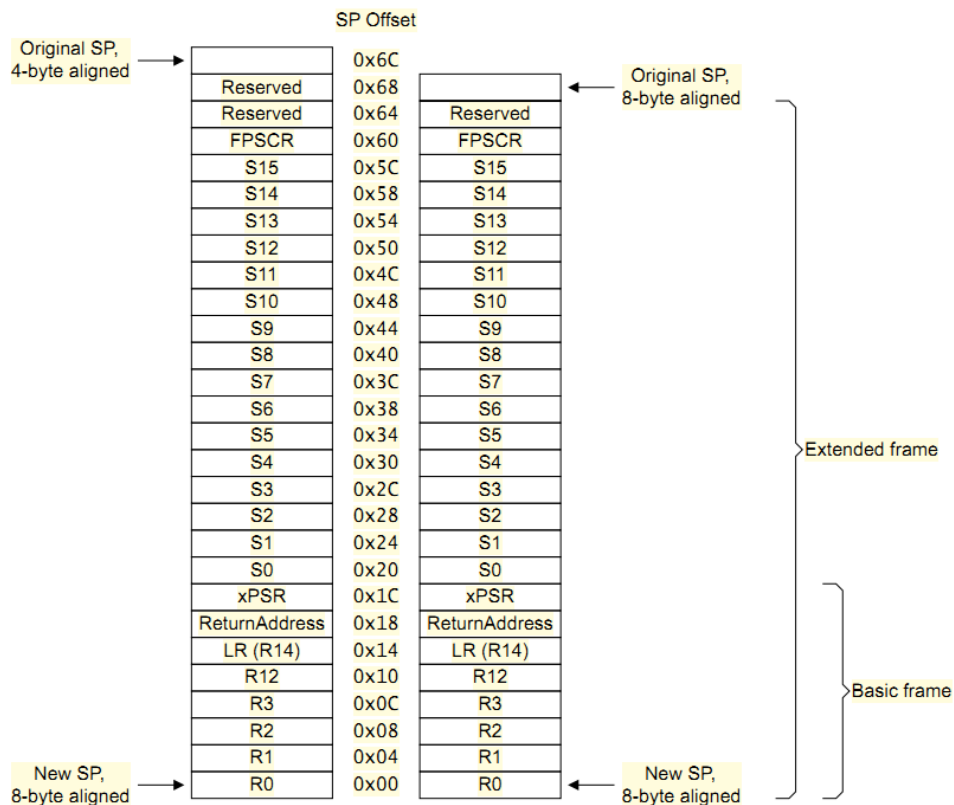 SP Offset
Original SP,
4-byte aligned
0x6C
Reserved 0x68
Original SP,
8-byte aligned
Reserved 0x64 Reserved
FPSCR 0x60 FPSCR
S15 0x5C S15
S14 0x58 S14
S13 0x54 S13
S12 0x50 S12
S11 0x4C S11
S10 0x48 S10
S9 0x44 S9
S8 0x40 S8
S7 0x3C S7
S6 0x38 S6
S5 0x34 S5
S4 0x30 S4
Extended frame
S3 0x2C S3
S2 0x28 S2
S1 0x24 S1
S0 0x20 S0
xPSR 0x1C xPSR
ReturnAddress 0x18 ReturnAddress
LR (R14) 0x14 LR (R14)
R12 0x10 R12
Basic frame
R3 0x0C R3
R2 0x08 R2
R1 0x04 R1
New SP,
8-byte aligned
R0 0x00 R0
New SP,
8-byte aligned